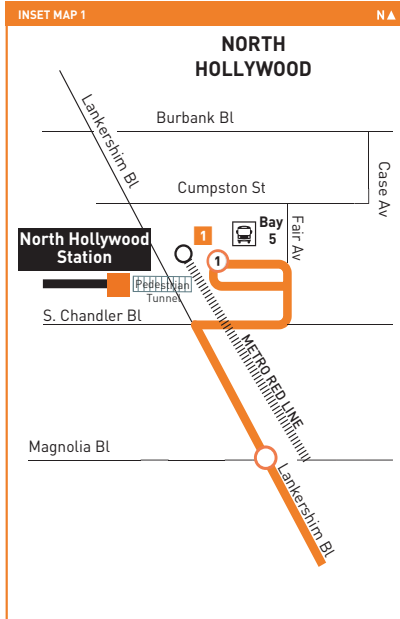 INSET MAP 1
N
NORTH
HOLLYWOOD
Lankershim Bl
Burbank Bl
Case Av
Cumpston St
Fair Av
Bay
5
1
1
North Hollywood
Station
Pedestrian
Tunnel
S. Chandler Bl
METRO RED LINE
Magnolia Bl
Lankershim Bl